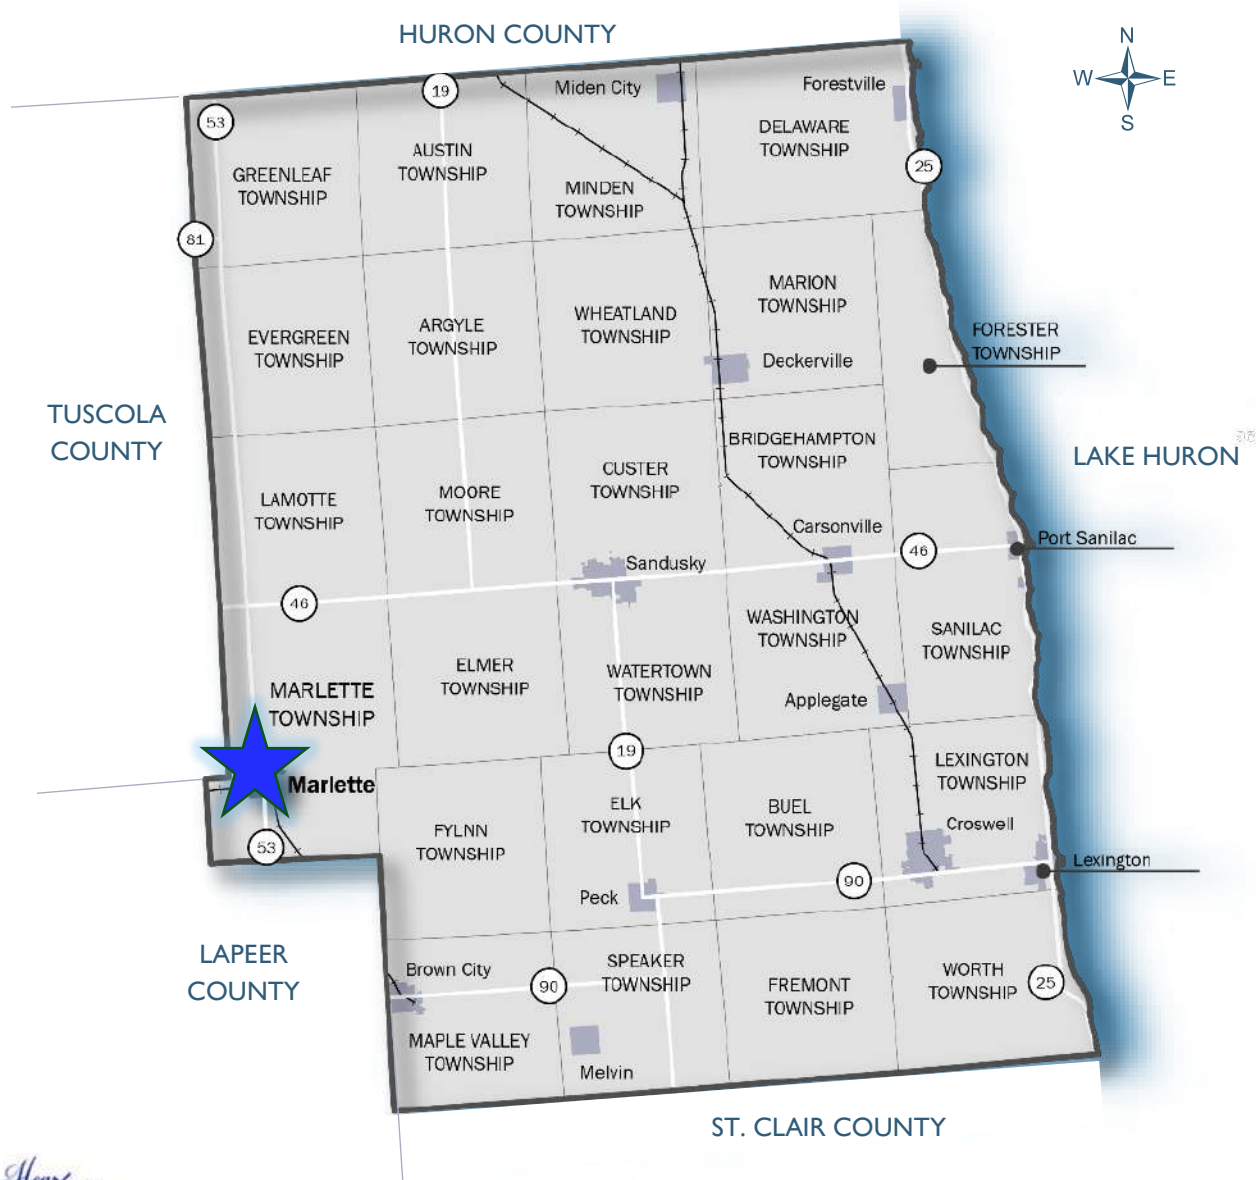 HURON COUNTY
N
W
E
S
53
19
Miden City
Forestville
DELAWARE
TOWNSHIP
25
AUSTIN
TOWNSHIP
GREENLEAF
TOWNSHIP
MINDEN
TOWNSHIP
81
MARION
TOWNSHIP
WHEATLAND
TOWNSHIP
ARGYLE
TOWNSHIP
EVERGREEN
TOWNSHIP
FORESTER
TOWNSHIP
Deckerville
TUSCOLA
COUNTY
BRIDGEHAMPTON
TOWNSHIP
LAKE HURON
98
CUSTER
TOWNSHIP
MOORE
TOWNSHIP
LAMOTTE
TOWNSHIP
Carsonville
46
Port Sanilac
Sandusky
46
WASHINGTON
TOWNSHIP
SANILAC
TOWNSHIP
ELMER
TOWNSHIP
WATERTOWN
TOWNSHIP
MARLETTE
TOWNSHIP
Applegate
19
LEXINGTON
TOWNSHIP
Marlette
ELK
TOWNSHIP
BUEL
TOWNSHIP
Croswell
FYLNN
TOWNSHIP
53
Lexington
90
Peck
LAPEER
COUNTY
Brown City
90
SPEAKER
TOWNSHIP
FREMONT
TOWNSHIP
WORTH
TOWNSHIP
25
MAPLE VALLEY
TOWNSHIP
Melvin
ST. CLAIR COUNTY